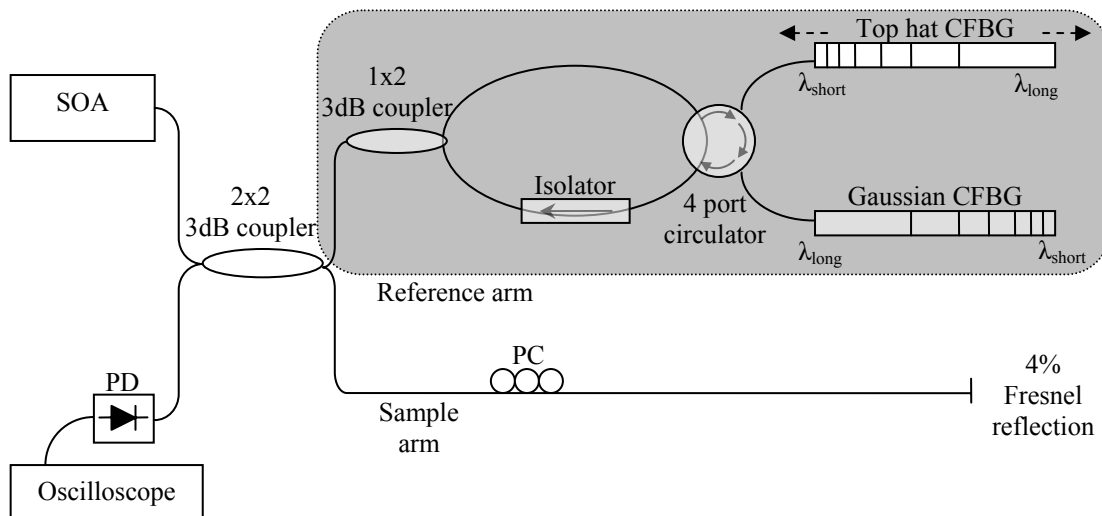 Top hat CFBG
λshort
λlong
1x2
3dB coupler
SOA
Isolator
4 port
circulator
Gaussian CFBG
λlong
λshort
2x2
3dB coupler
Reference arm
PC
4%
Fresnel
reflection
PD
Sample
arm
Oscilloscope